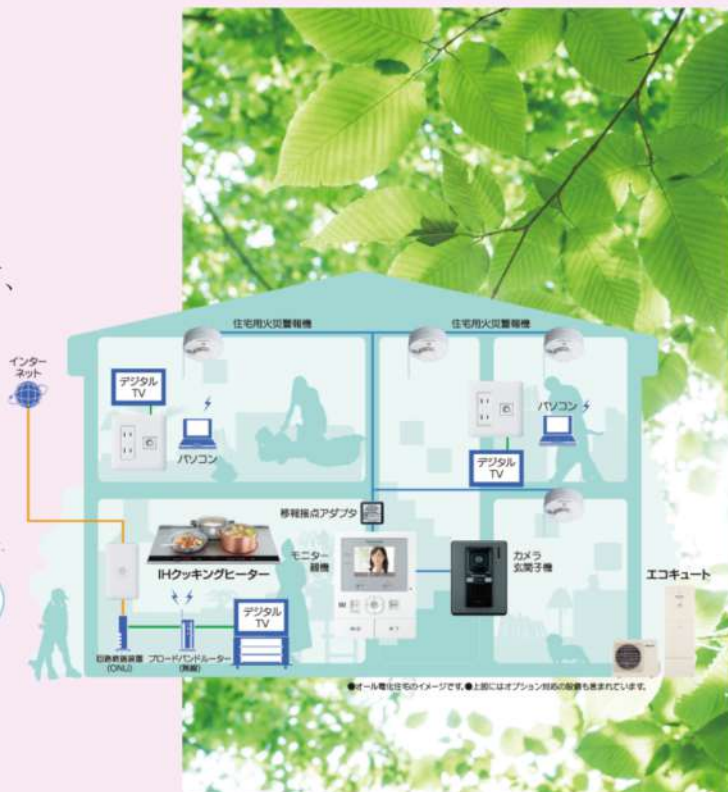 、
住宅用火災警報機
住宅用火災警報機
インター
ネット
デジタル
TV
パソコン
パソコン
デジタル
TV
移報接点アダプタ
モニター
親機
カメラ
玄関子機
IHクッキングヒーター
エコキュート
デジタル
TV
回線終端装置
(ONU)
ブロードバンドルーター
(無線)
●オール電化住宅のイメージです。●上図にはオプション対応の設備も含まれています。